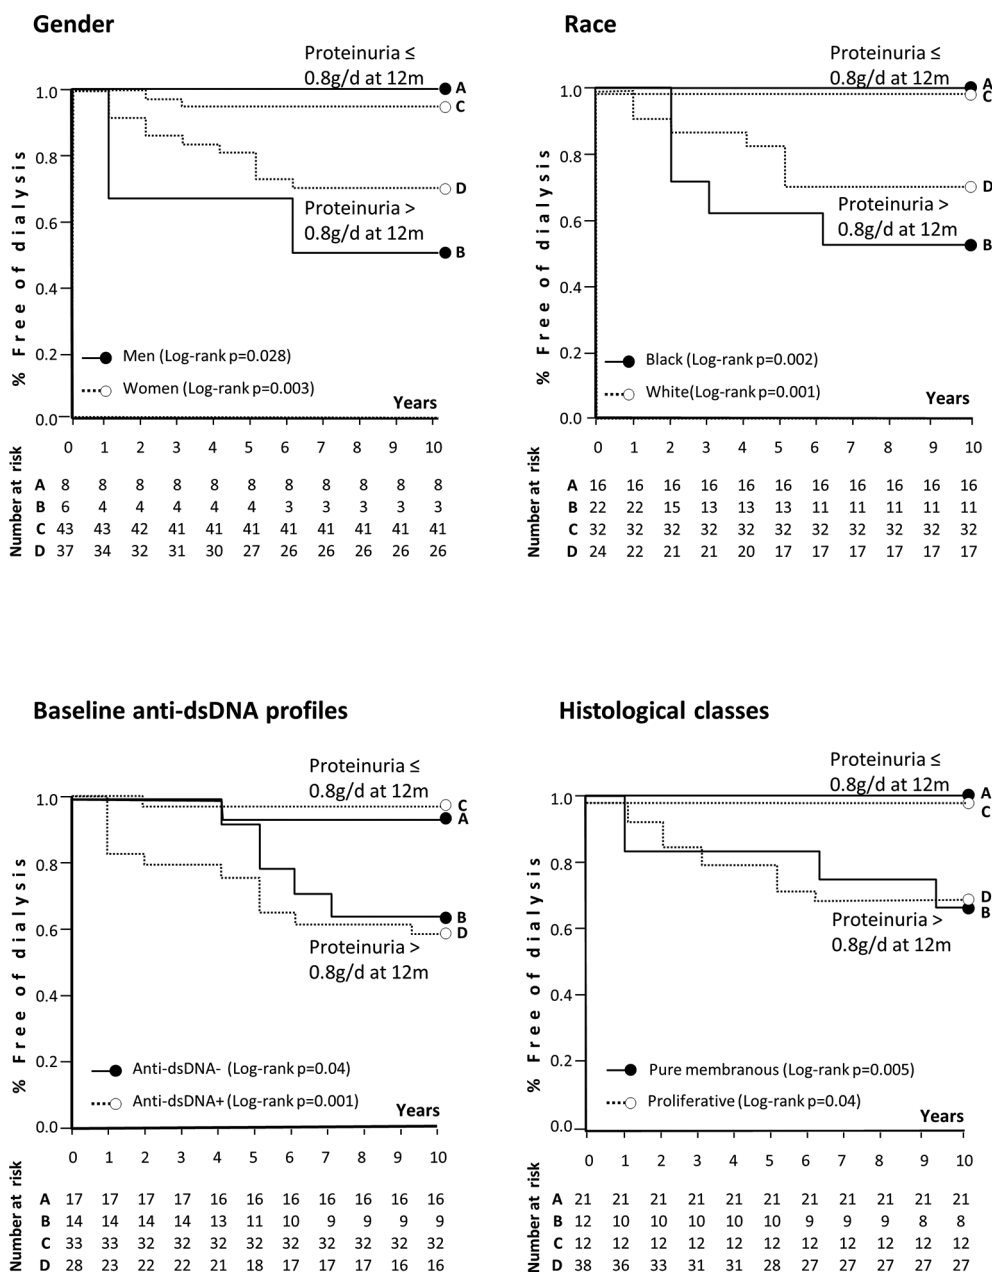 Gender
Proteinuria ≤
0.8g/d at 12m
1.0
0.8
0.6
0.4
0.2
0.0
% Free of dialysis
A
C
D
B
Proteinuria >
0.8g/d at 12m
Men (Log-rank p=0.028)
Women (Log-rank p=0.003)
Years
0 1 2 3 4 5 6 7 8 9 10
Number at risk
A 8 8 8 8 8 8 8 8 8 8 8
B 6 4 4 4 4 4 3 3 3 3 3
C 43 43 42 41 41 41 41 41 41 41 41
D 37 34 32 31 30 27 26 26 26 26 26
Race
Proteinuria ≤
0.8g/d at 12m
1.0
0.8
0.6
0.4
0.2
0.0
% Free of dialysis
A
C
D
B
Proteinuria >
0.8g/d at 12m
Black (Log-rank p=0.002)
White(Log-rank p=0.001)
Years
0 1 2 3 4 5 6 7 8 9 10
Number at risk
A 16 16 16 16 16 16 16 16 16 16 16
B 22 22 15 13 13 13 11 11 11 11 11
C 32 32 32 32 32 32 32 32 32 32 32
D 24 22 21 21 20 17 17 17 17 17 17
Baseline anti-dsDNA profiles
Proteinuria ≤
0.8g/d at 12m
1.0
0.8
0.6
0.4
0.2
0.0
% Free of dialysis
C
A
B
D
Proteinuria >
0.8g/d at 12m
Anti-dsDNA- (Log-rank p=0.04)
Anti-dsDNA+ (Log-rank p=0.001)
Years
0 1 2 3 4 5 6 7 8 9 10
Number at risk
A 17 17 17 17 16 16 16 16 16 16 16
B 14 14 14 14 13 11 10 9 9 9 9
C 33 33 32 32 32 32 32 32 32 32 32
D 28 23 22 22 21 18 17 17 17 16 16
Histological classes
Proteinuria ≤
0.8g/d at 12m
1.0
0.8
0.6
0.4
0.2
0.0
% Free of dialysis
A
C
D
B
Proteinuria >
0.8g/d at 12m
Pure membranous (Log-rank p=0.005)
Proliferative (Log-rank p=0.04)
Years
0 1 2 3 4 5 6 7 8 9 10
Number at risk
A 21 21 21 21 21 21 21 21 21 21 21
B 12 10 10 10 10 10 9 9 9 8 8
C 12 12 12 12 12 12 12 12 12 12 12
D 38 36 33 31 31 28 27 27 27 27 27